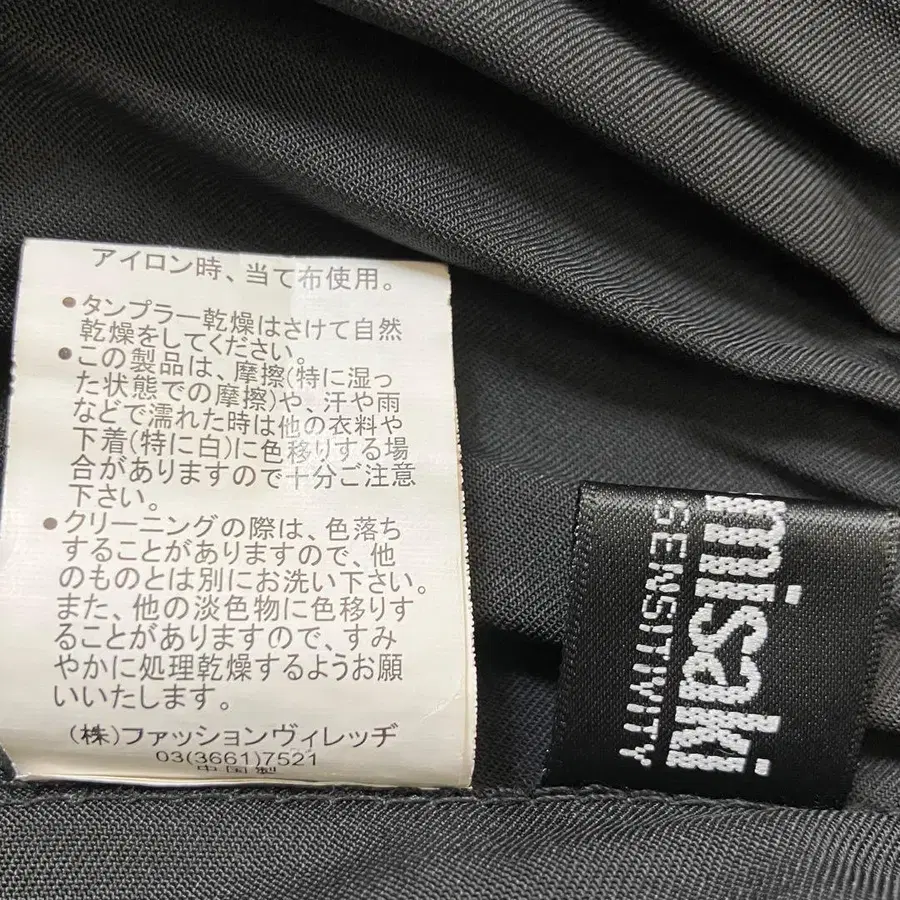 アイロン時、当て布使用。
●タンプラー乾燥はさけて自然
乾燥をしてください。
●この製品は、摩擦(特に湿っ
た状態での摩擦)や、汗や雨
などで濡れた時は他の衣料や
下着(特に白)に色移りする場
合がありますので十分ご注意
下さい。
●クリーニングの際は、色落ち
することがありますので、他
のものとは別にお洗い下さい。
また、他の淡色物に色移りす
ることがありますので、すみ
やかに処理乾燥するようお願
いいたします。
(株)ファッションヴィレッヂ
03(3661)7521
中国製
misaki
SENSITIVITY